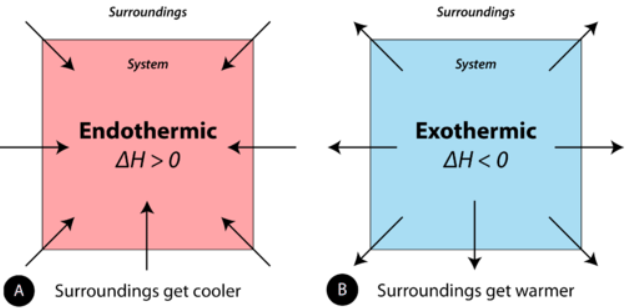 Surroundings
System
Endothermic
ΔH > 0
A Surroundings get cooler
Surroundings
System
Exothermic
ΔH < 0
B Surroundings get warmer